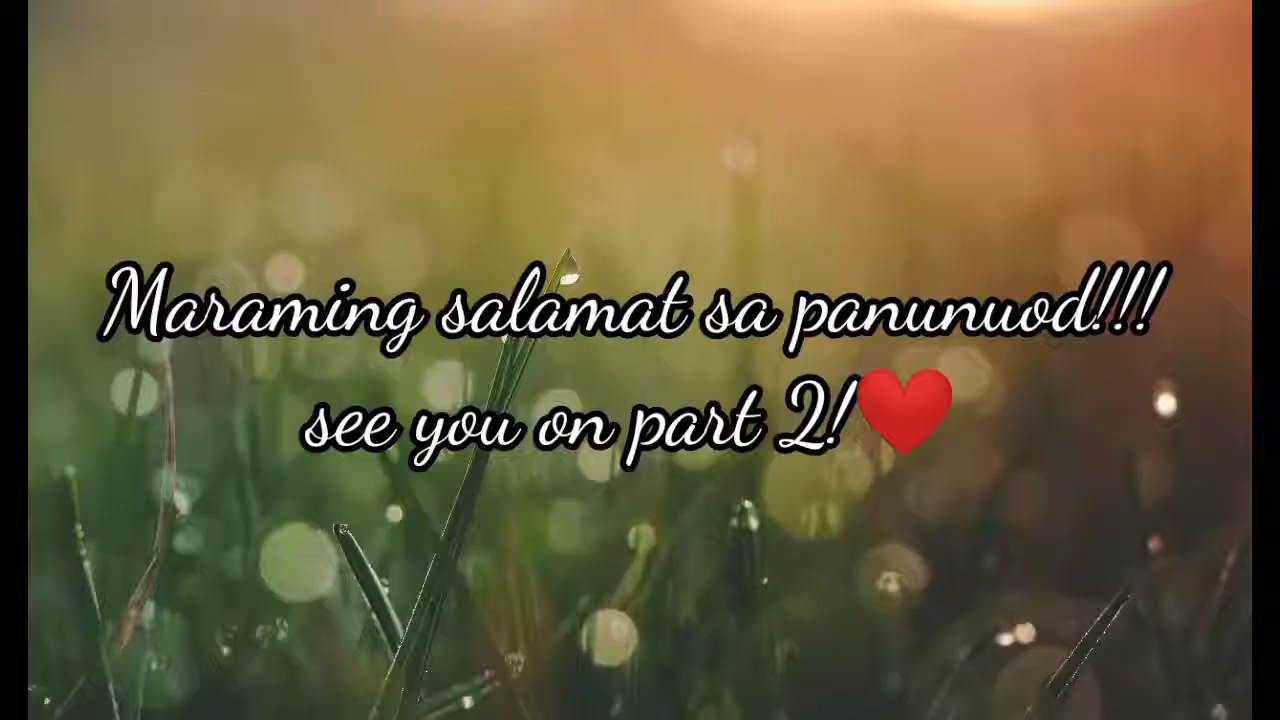 Maraming salamat sa panunuod!!!
see you on part 2!❤️